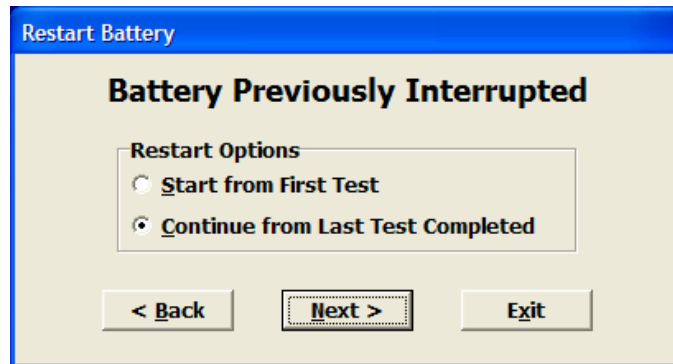 Restart Battery
Battery Previously Interrupted
Restart Options
Start from First Test
Continue from Last Test Completed
< Back Next > Exit